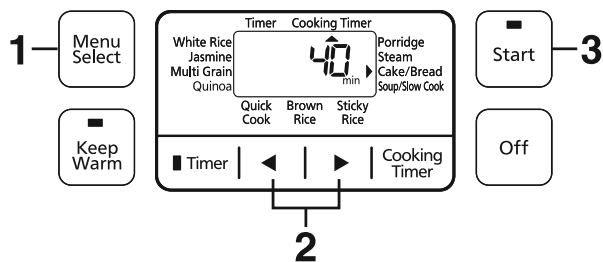 Timer Cooking Timer
1
Menu
Select
White Rice
Jasmine
Multi Grain
Quinoa
40
min
Porridge
Steam
Cake/Bread
Soup/Slow Cook
Start
3
Quick
Cook
Brown
Rice
Sticky
Rice
Keep
Warm
Timer
Cooking
Timer
Off
2